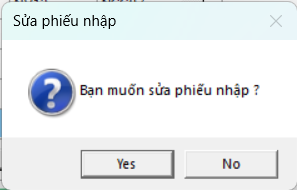 Sửa phiếu nhập
Bạn muốn sửa phiếu nhập ?
Yes
No